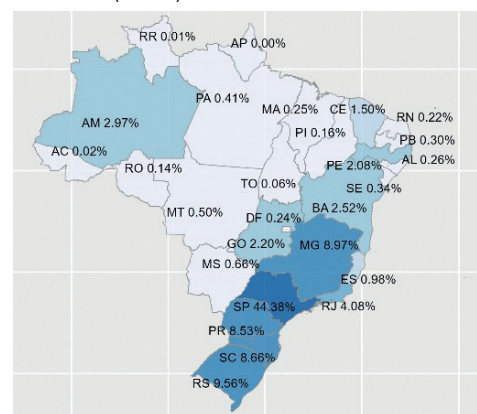 RR 0.01%
AP 0.00%
PA 0.41%
MA 0.25%
CE 1.50%
RN 0.22%
AM 2.97%
PI 0.16%
PB 0.30%
AC 0.02%
PE 2.08%
AL 0.26%
RO 0.14%
TO 0.06%
SE 0.34%
MT 0.50%
DF 0.24%
BA 2.52%
GO 2.20%
MG 8.97%
MS 0.66%
ES 0.98%
SP 44.38%
RJ 4.08%
PR 8.53%
SC 8.66%
RS 9.56%